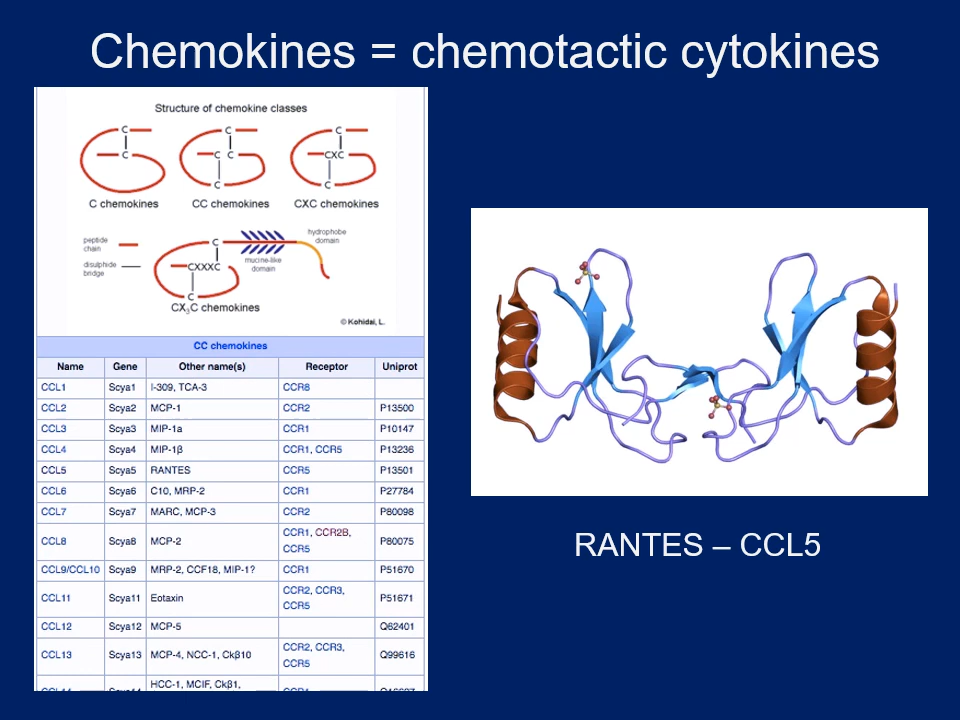 Chemokines = chemotactic cytokines
Structure of chemokine classes
C C C
C C C CXC
C C
C chemokines CC chemokines CXC chemokines
peptide
chain
disulphide
bridge
C
CXXXC
C
mucine-like
domain
hydrophobe
domain
CX3C chemokines
© Kohidai, L.
CC chemokines
Name Gene Other name(s) Receptor Uniprot
CCL1 Scya1 I-309, TCA-3 CCR8
CCL2 Scya2 MCP-1 CCR2 P13500
CCL3 Scya3 MIP-1a CCR1 P10147
CCL4 Scya4 MIP-1β CCR1, CCR5 P13236
CCL5 Scya5 RANTES CCR5 P13501
CCL6 Scya6 C10, MRP-2 CCR1 P27784
CCL7 Scya7 MARC, MCP-3 CCR2 P80098
CCL8 Scya8 MCP-2 CCR1, CCR2B, CCR5 P80075
CCL9/CCL10 Scya9 MRP-2, CCF18, MIP-1? CCR1 P51670
CCL11 Scya11 Eotaxin CCR2, CCR3, CCR5 P51671
CCL12 Scya12 MCP-5 Q62401
CCL13 Scya13 MCP-4, NCC-1, Ckβ10 CCR2, CCR3, CCR5 Q99616
HCC-1, MCIF, Ckβ1,
RANTES – CCL5